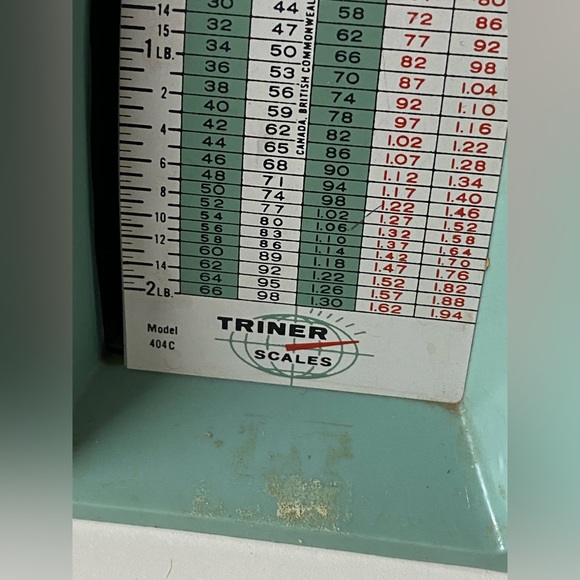 14 30 44 58 72 86
15 32 47 62 77 92
1 LB. 34 50 66 82 98
36 53 70 87 1.04
2 38 56 74 92 1.10
40 59 78 97 1.16
4 42 62 82 1.02 1.22
44 65 86 1.07 1.28
6 46 68 90 1.12 1.34
48 71 94 1.17 1.40
8 50 74 98 1.22 1.46
52 77 1.02 1.27 1.52
10 54 80 1.06 1.32 1.58
56 83 1.10 1.37 1.64
12 58 86 1.14 1.42 1.70
60 89 1.18 1.47 1.76
14 62 92 1.22 1.52 1.82
64 95 1.26 1.57 1.88
2 LB. 66 98 1.30 1.62 1.94
CANADA, BRITISH
Model
404C
TRINER
SCALES